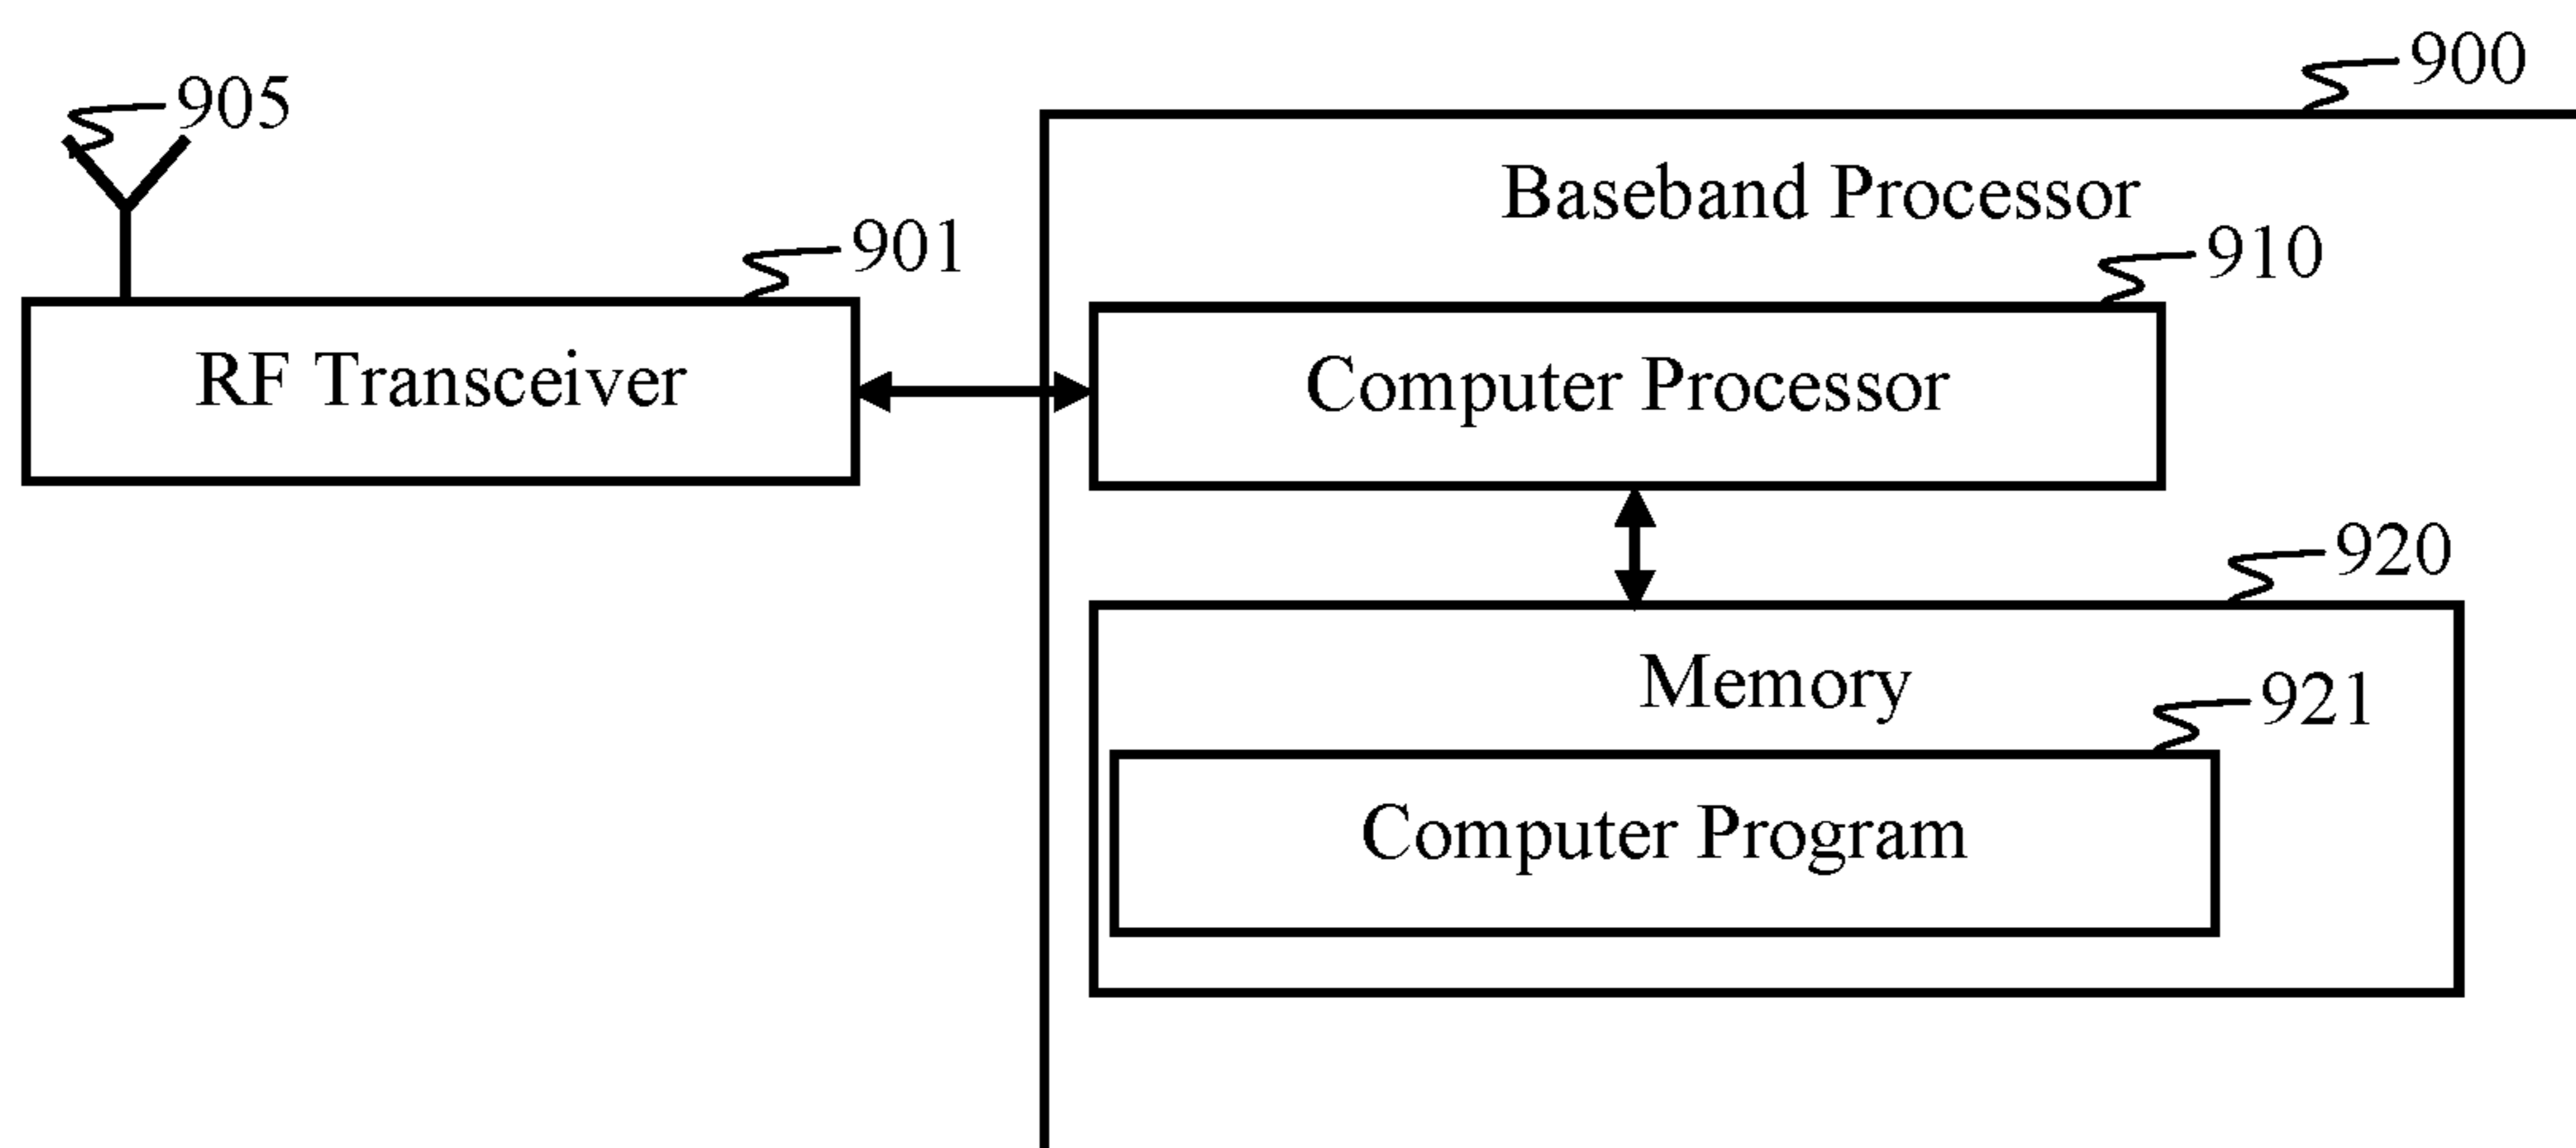 900
905
Baseband Processor
901
910
RF Transceiver
Computer Processor
920
Memory
921
Computer Program